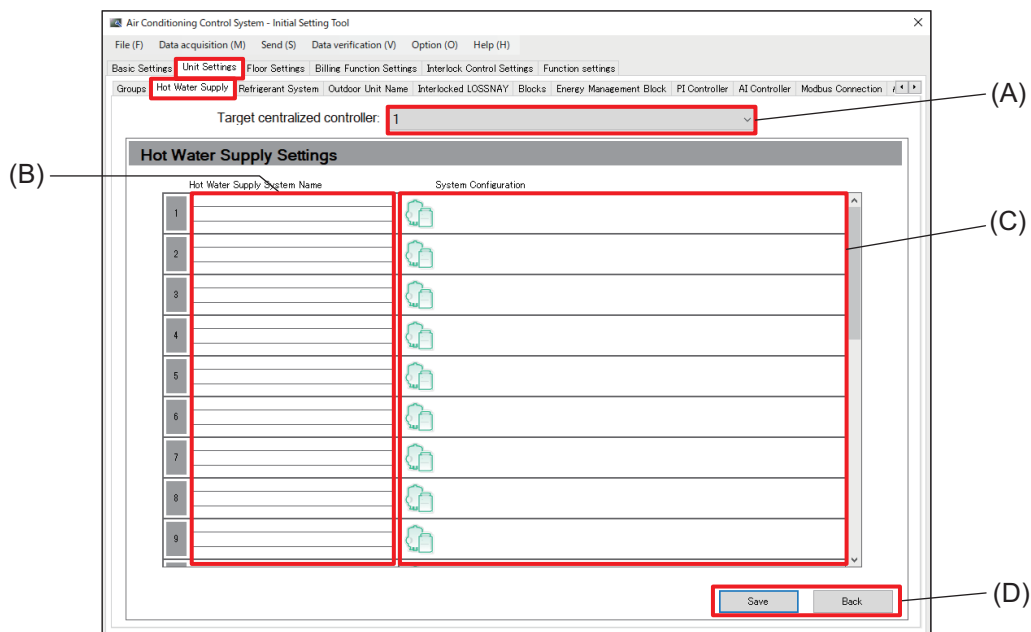 Air Conditioning Control System - Initial Setting Tool
File (F) Data acquisition (M) Send (S) Data verification (V) Option (O) Help (H)
Basic Settings Unit Settings Floor Settings Billing Function Settings Interlock Control Settings Function settings
Groups Hot Water Supply Refrigerant System Outdoor Unit Name Interlocked LOSSNAY Blocks Energy Management Block PI Controller AI Controller Modbus Connection
(A)
Target centralized controller: 1
Hot Water Supply Settings
(B)
Hot Water Supply System Name System Configuration
1
(C)
2
3
4
5
6
7
8
9
Save Back
(D)